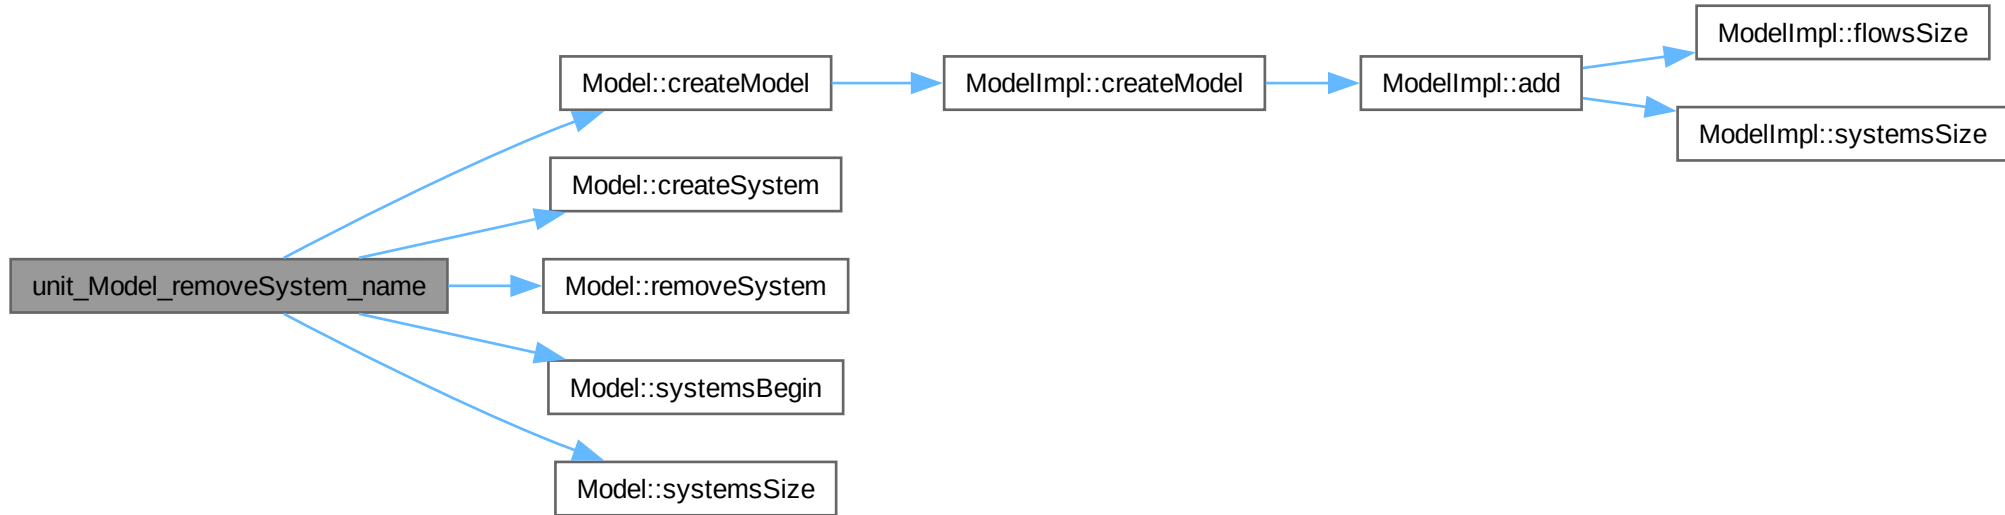 unit_Model_removeSystem_name
Model::createModel
ModelImpl::createModel
ModelImpl::add
ModelImpl::flowsSize
ModelImpl::systemsSize
Model::createSystem
Model::removeSystem
Model::systemsBegin
Model::systemsSize